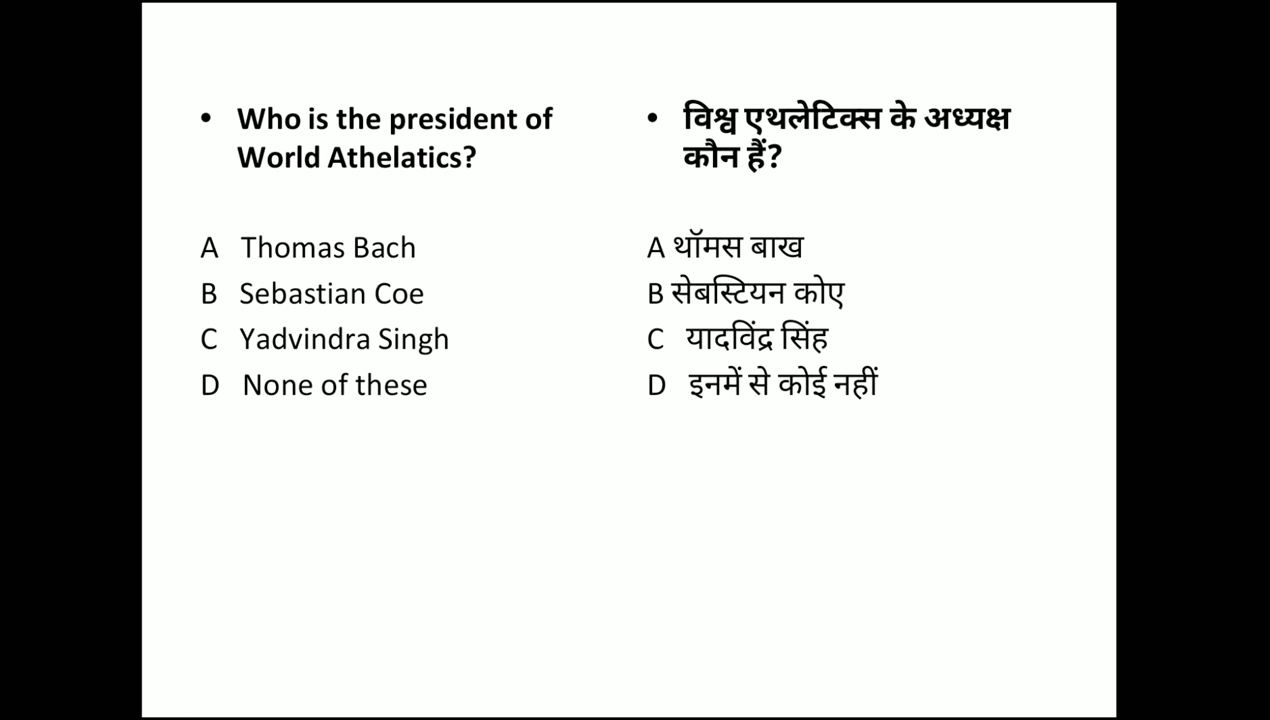 • Who is the president of
World Athelatics?
A Thomas Bach
B Sebastian Coe
C Yadvindra Singh
D None of these
• विश्व एथलेटिक्स के अध्यक्ष
कौन हैं?
A थॉमस बाख
B सेबस्टियन कोए
C यादविंद्र सिंह
D इनमें से कोई नहीं